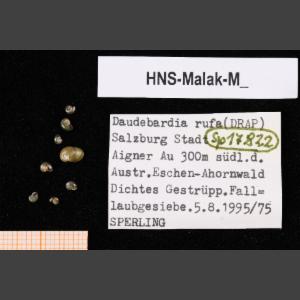 HNS-Malak-M_
Daudebardia rufa(DRAP)
Salzburg Stadt Sp17822
Aigner Au 300m südl.d.
Austr.Eschen-Ahornwald
Dichtes Gestrüpp.Fall=
laubgesiebe.5.8.1995/75
SPERLING